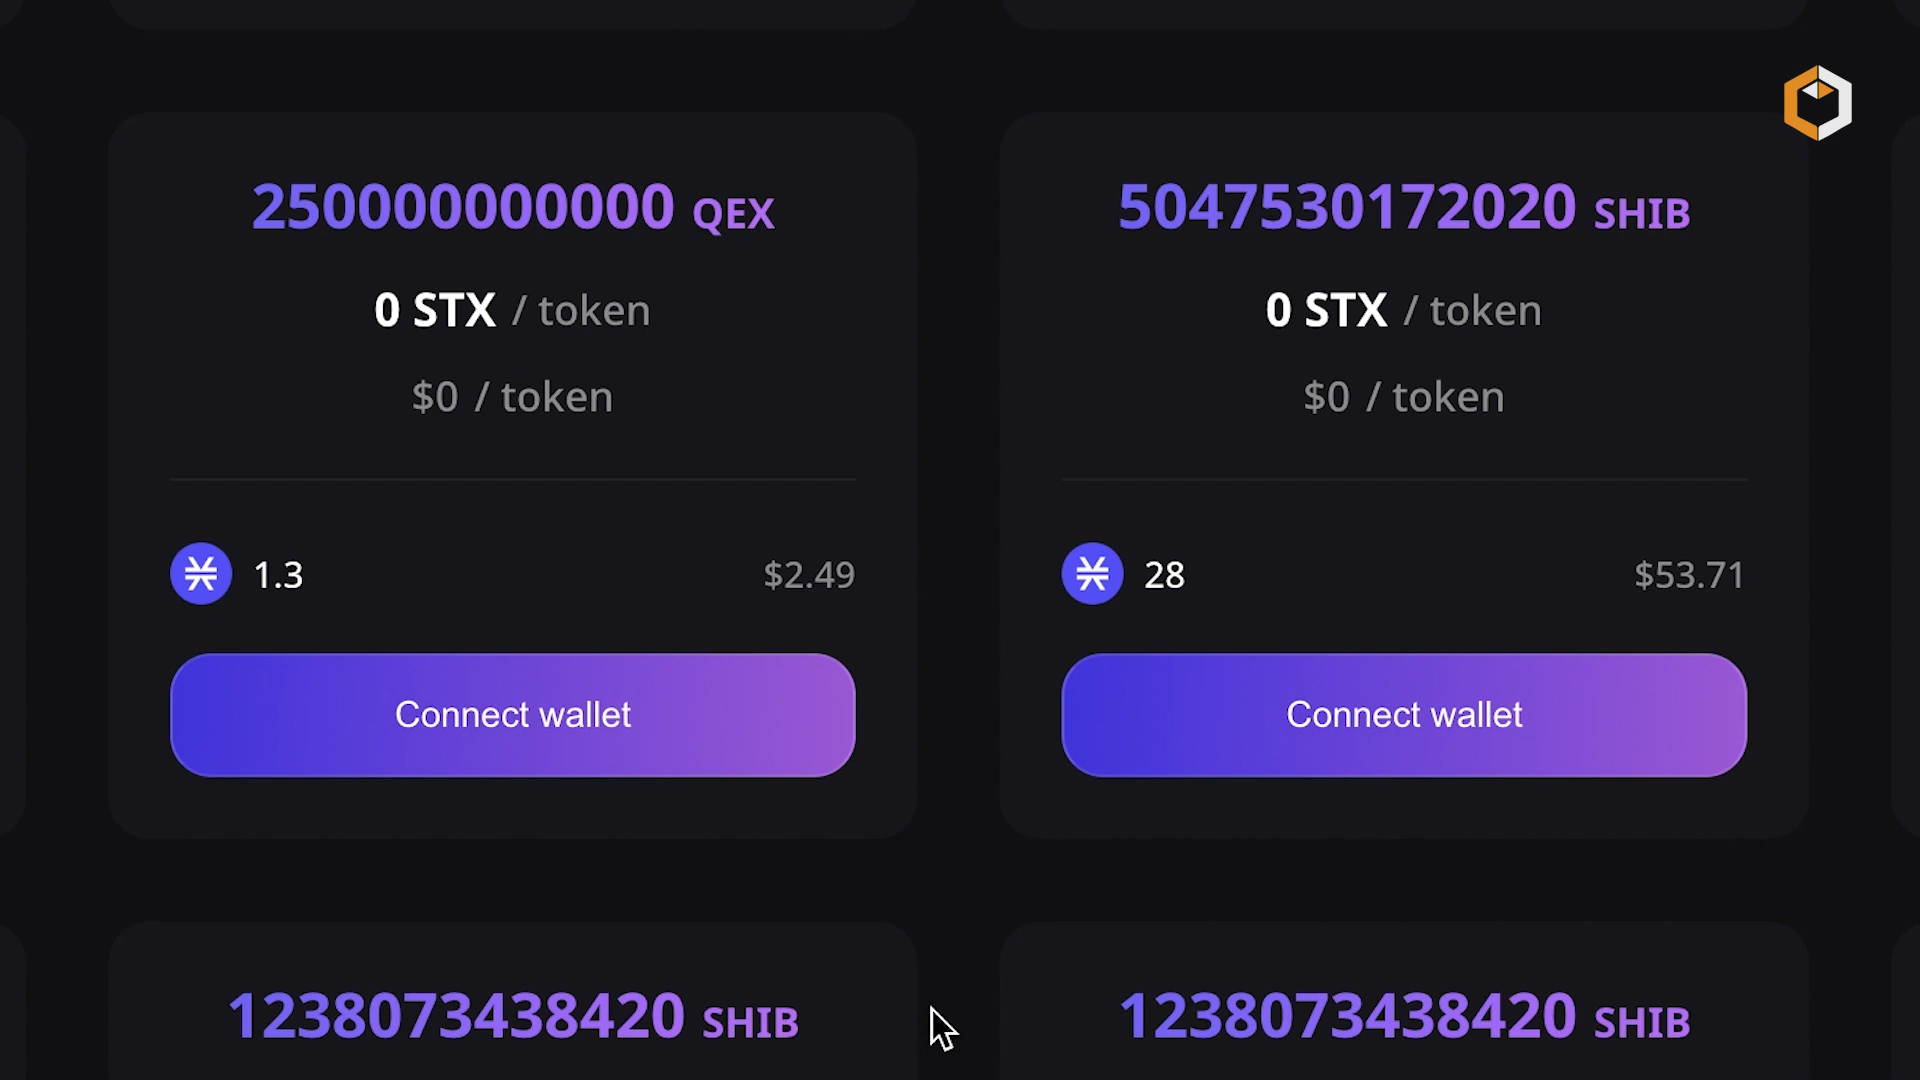 250000000000 QEX
0 STX / token
$0 / token
1.3 $2.49
Connect wallet
5047530172020 SHIB
0 STX / token
$0 / token
28 $53.71
Connect wallet
1238073438420 SHIB
1238073438420 SHIB